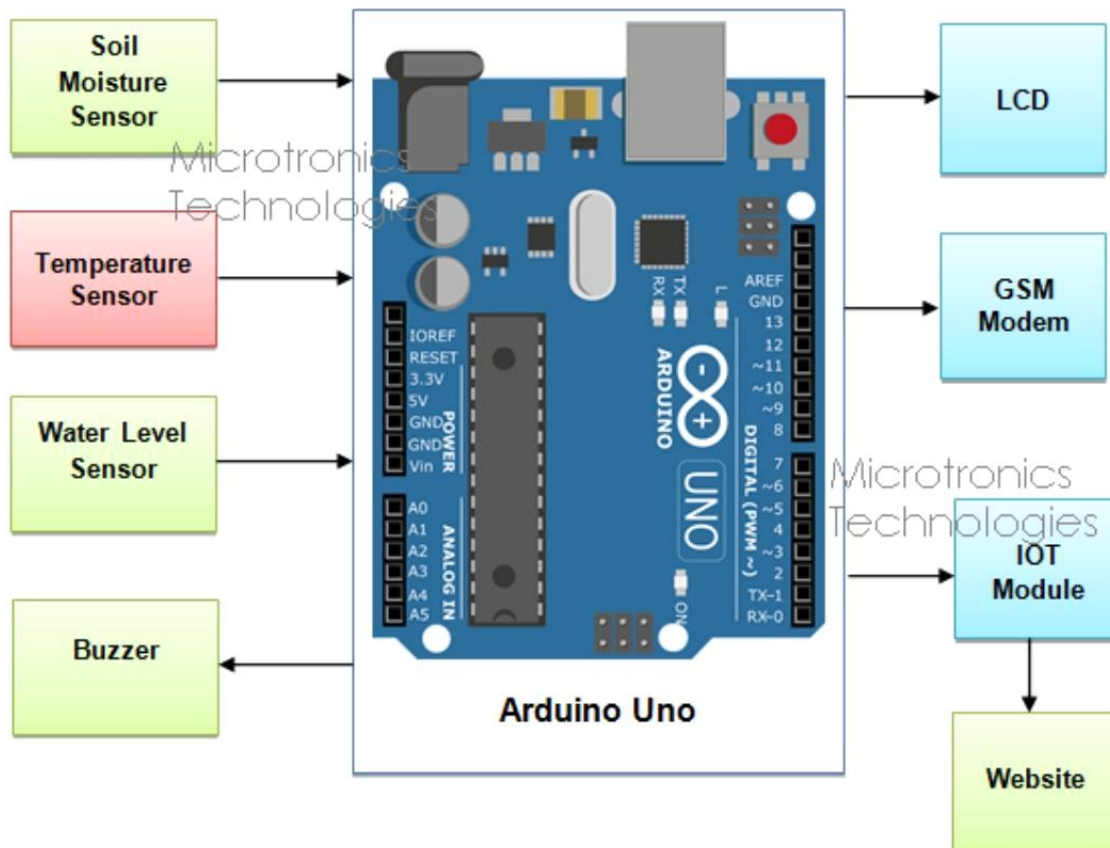 Soil
Moisture
Sensor
Microtronics
Technologies
Temperature
Sensor
Water Level
Sensor
Buzzer
IOREF
RESET
3.3V
5V
GND
GND
Vin
POWER
A0
A1
A2
A3
A4
A5
ANALOG IN
RX
TX
L
ARDUINO
UNO
ON
AREF
GND
13
12
~11
~10
~9
8
7
~6
~5
4
~3
2
TX-1
RX-0
DIGITAL (PWM ~)
Arduino Uno
LCD
GSM
Modem
Microtronics
Technologies
IOT
Module
Website